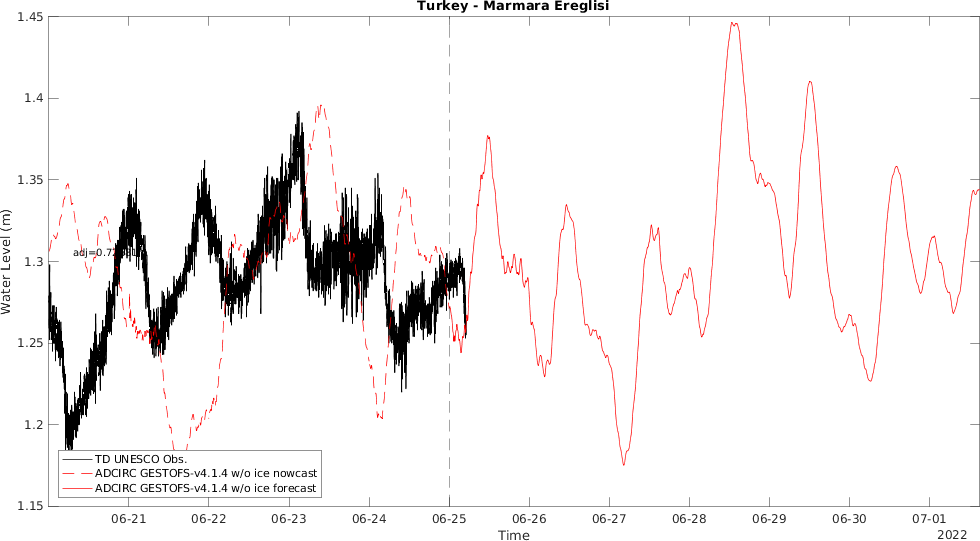 Turkey - Marmara Ereglisi
Water Level (m)
1.45
1.4
1.35
1.3
1.25
1.2
1.15
TD UNESCO Obs.
ADCIRC GESTOFS-v4.1.4 w/o ice nowcast
ADCIRC GESTOFS-v4.1.4 w/o ice forecast
06-21 06-22 06-23 06-24 06-25 06-26 06-27 06-28 06-29 06-30 07-01
Time
2022